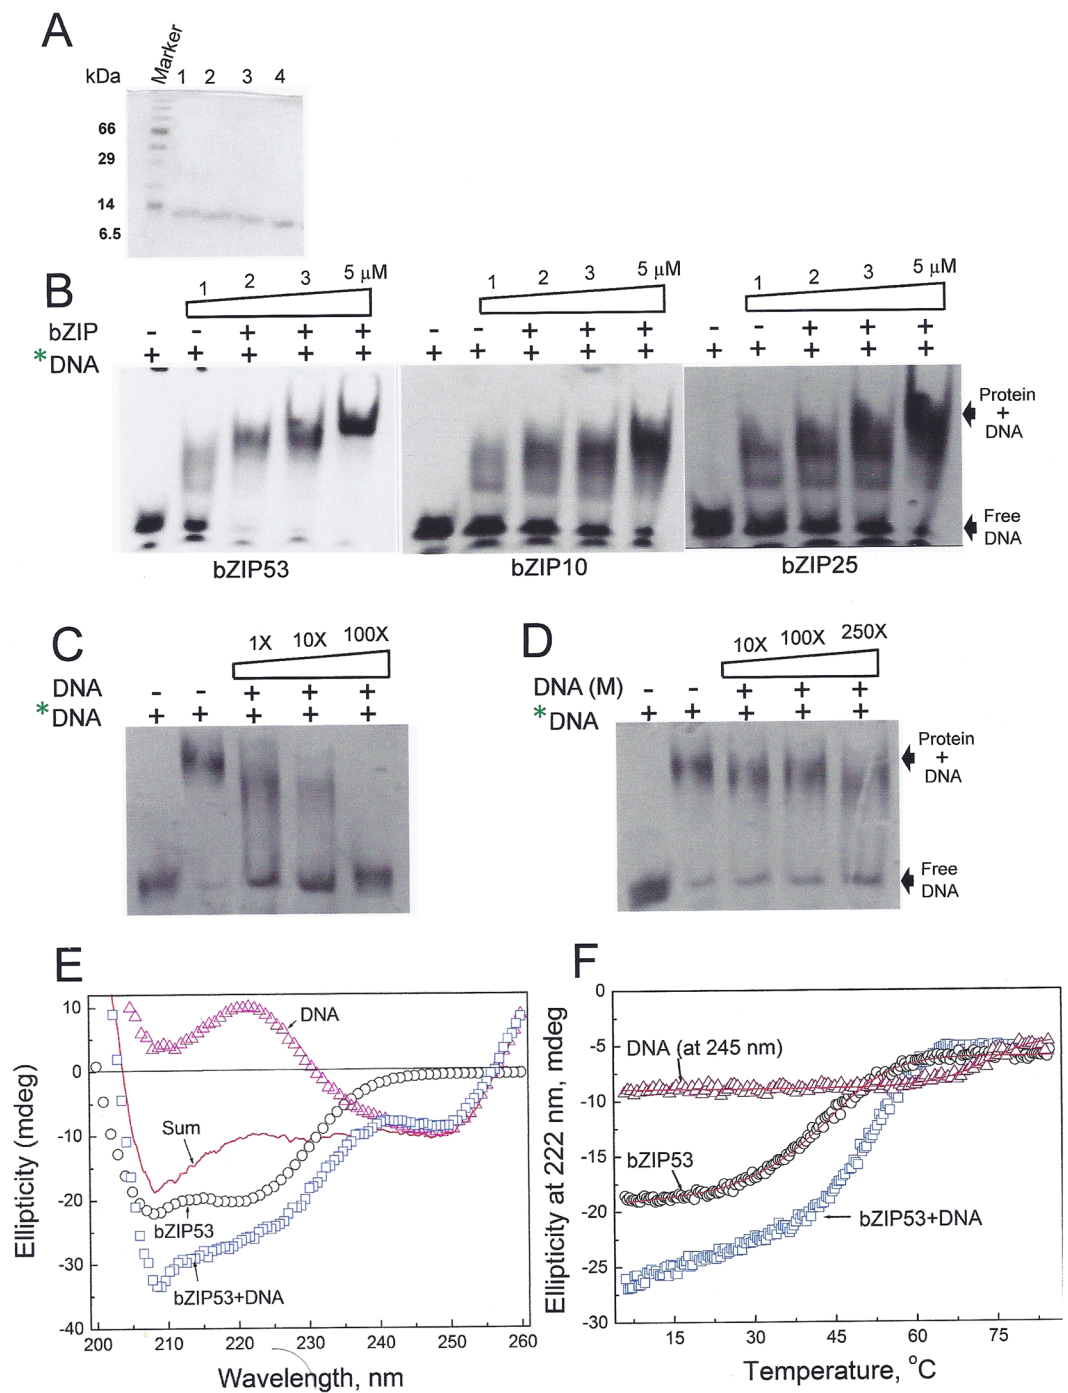 A
kDa
Marker
1 2 3 4
66
29
14
6.5
B
1 2 3 5 μM
1 2 3 5 μM
1 2 3 5 μM
bZIP - - + + + - - + + + - - + + +
*DNA + + + + + + + + + + + + + + +
Protein
+
DNA
Free
DNA
bZIP53
bZIP10
bZIP25
C
1X 10X 100X
DNA - - + + +
*DNA + + + + +
D
10X 100X 250X
DNA (M) - - + + +
*DNA + + + + +
Protein
+
DNA
Free
DNA
E
Ellipticity (mdeg)
10
0
-10
-20
-30
-40
DNA
Sum
bZIP53
bZIP53+DNA
200 210 220 230 240 250 260
Wavelength, nm
F
Ellipticity at 222 nm, mdeg
0
-5
-10
-15
-20
-25
-30
DNA (at 245 nm)
bZIP53
bZIP53+DNA
15 30 45 60 75
Temperature, °C